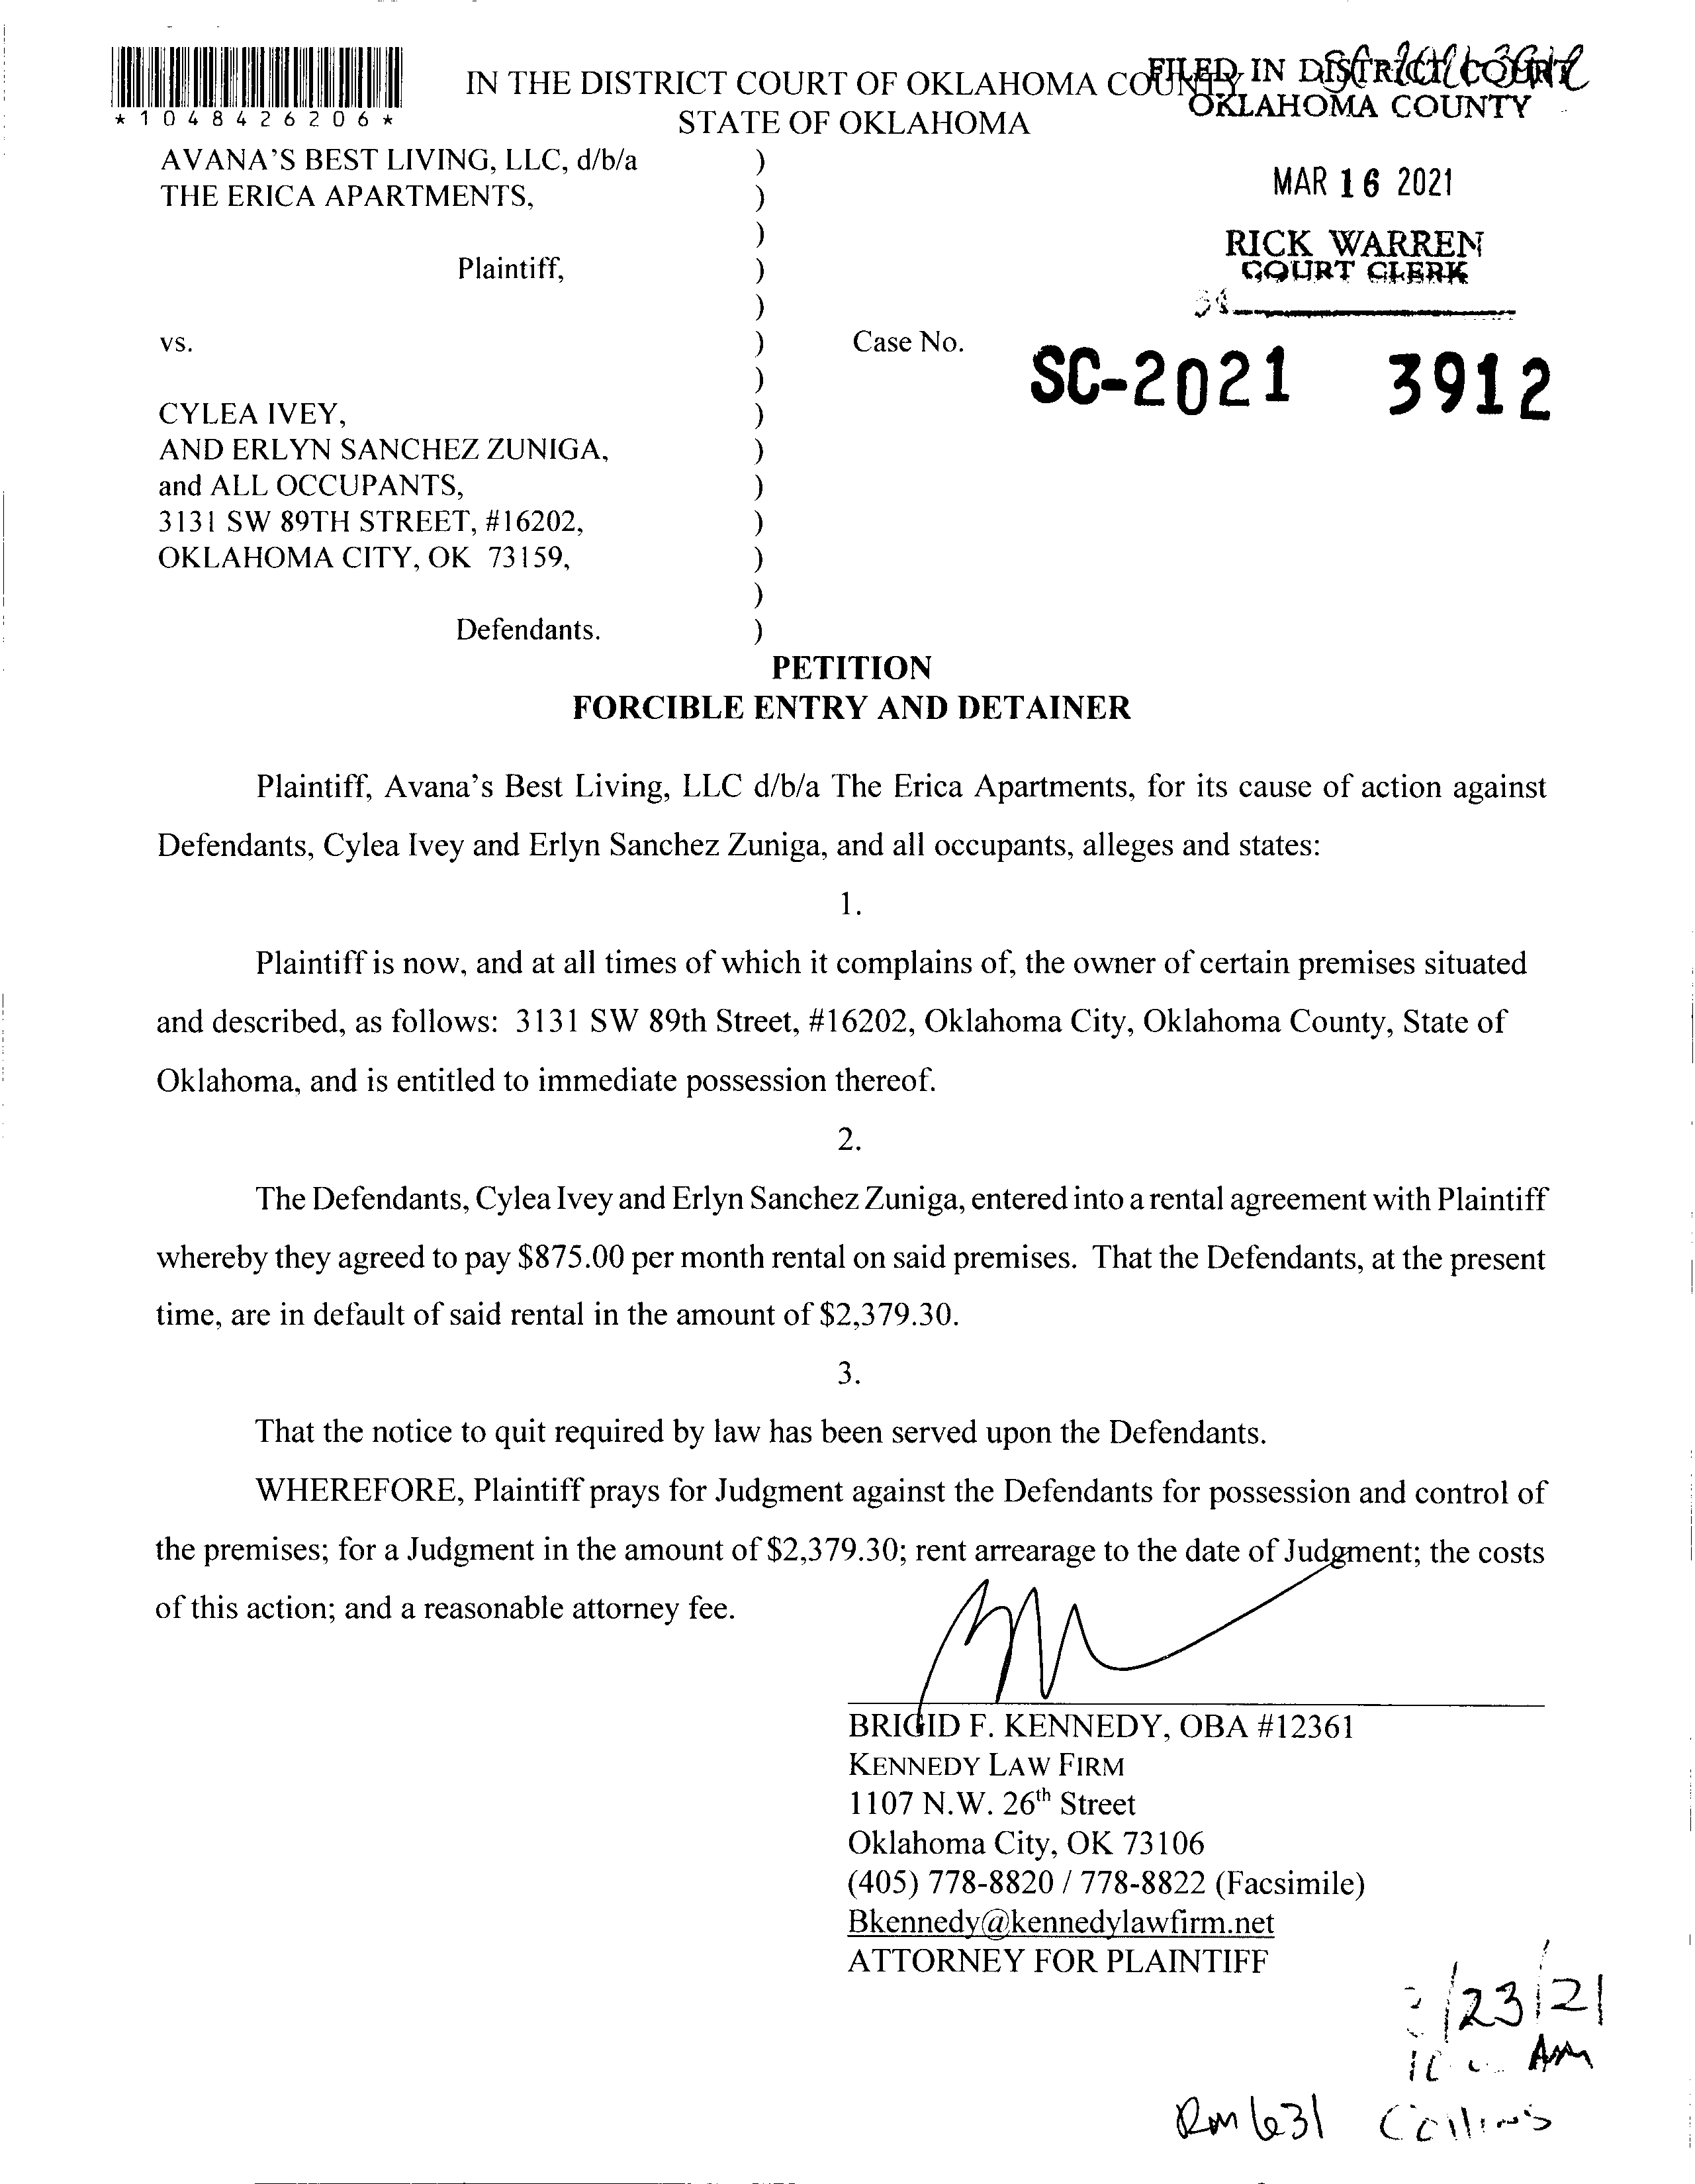 *1048426206*
IN THE DISTRICT COURT OF OKLAHOMA COUNTY
STATE OF OKLAHOMA
FILED IN DISTRICT COURT
OKLAHOMA COUNTY
MAR 16 2021
RICK WARREN
COURT CLERK
AVANA'S BEST LIVING, LLC, d/b/a )
THE ERICA APARTMENTS, )
)
Plaintiff, )
)
vs. ) Case No. SC-2021 3912
)
CYLEA IVEY, )
AND ERLYN SANCHEZ ZUNIGA, )
and ALL OCCUPANTS, )
3131 SW 89TH STREET, #16202, )
OKLAHOMA CITY, OK 73159, )
)
Defendants. )
PETITION
FORCIBLE ENTRY AND DETAINER
Plaintiff, Avana's Best Living, LLC d/b/a The Erica Apartments, for its cause of action against
Defendants, Cylea Ivey and Erlyn Sanchez Zuniga, and all occupants, alleges and states:
1.
Plaintiff is now, and at all times of which it complains of, the owner of certain premises situated
and described, as follows: 3131 SW 89th Street, #16202, Oklahoma City, Oklahoma County, State of
Oklahoma, and is entitled to immediate possession thereof.
2.
The Defendants, Cylea Ivey and Erlyn Sanchez Zuniga, entered into a rental agreement with Plaintiff
whereby they agreed to pay $875.00 per month rental on said premises. That the Defendants, at the present
time, are in default of said rental in the amount of $2,379.30.
3.
That the notice to quit required by law has been served upon the Defendants.
WHEREFORE, Plaintiff prays for Judgment against the Defendants for possession and control of
the premises; for a Judgment in the amount of $2,379.30; rent arrearage to the date of Judgment; the costs
of this action; and a reasonable attorney fee.
BRIGID F. KENNEDY, OBA #12361
KENNEDY LAW FIRM
1107 N.W. 26th Street
Oklahoma City, OK 73106
(405) 778-8820 / 778-8822 (Facsimile)
Bkennedy@kennedylawfirm.net
ATTORNEY FOR PLAINTIFF
/23/21
AM
Rm 631 Collins